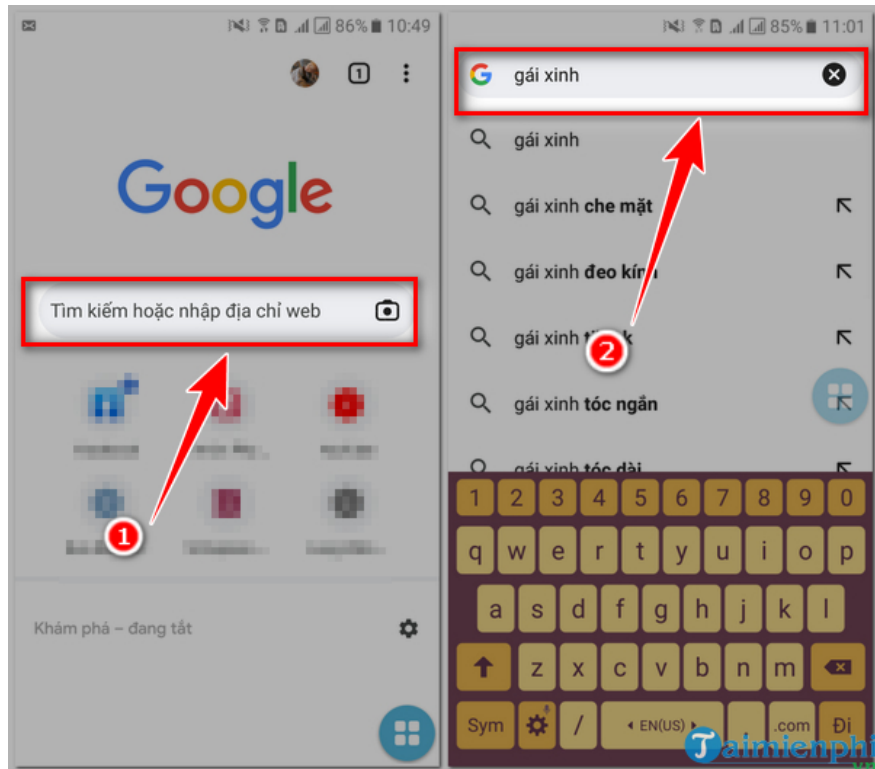 86% 10:49
1
Google
Tìm kiếm hoặc nhập địa chỉ web
1
Khám phá – đang tắt
85% 11:01
G gái xinh
gái xinh
gái xinh che mặt
gái xinh đeo kính
gái xinh
2
gái xinh tóc ngắn
gái xinh tóc dài
1 2 3 4 5 6 7 8 9 0
q w e r t y u i o p
a s d f g h j k l
z x c v b n m
Sym / EN(US) .com Đi
Taimienphi
.vn